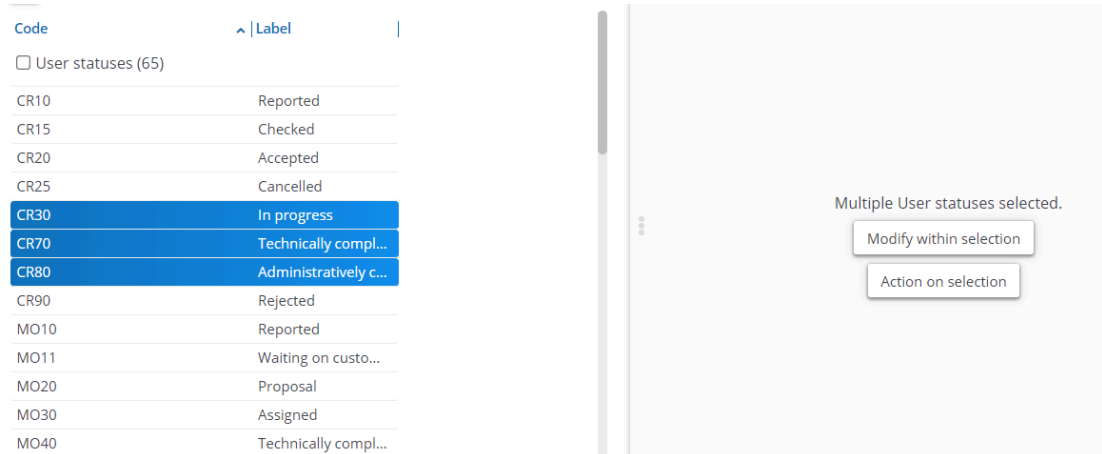 Code Label
User statuses (65)
CR10 Reported
CR15 Checked
CR20 Accepted
CR25 Cancelled
CR30 In progress
CR70 Technically compl...
CR80 Administratively c...
CR90 Rejected
MO10 Reported
MO11 Waiting on custo...
MO20 Proposal
MO30 Assigned
MO40 Technically compl...
Multiple User statuses selected.
Modify within selection
Action on selection